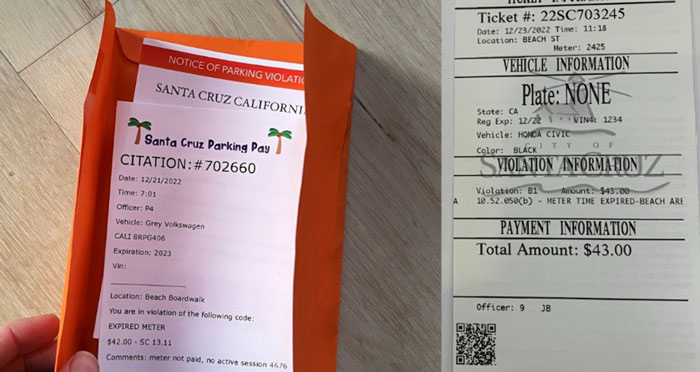 NOTICE OF PARKING VIOLATIO
SANTA CRUZ CALIFORNI
Santa Cruz Parking Pay
CITATION:#702660
Date: 12/21/2022
Time: 7:01
Officer: P4
Vehicle: Grey Volkswagen
CALI 8RPG406
Expiration: 2023
Vin:
Location: Beach Boardwalk
You are in violation of the following code:
EXPIRED METER
$42.00 - SC 13.11
Comments: meter not paid, no active session 4676
Ticket #: 22SC703245
Date: 12/23/2022 Time: 11:18
Location: BEACH ST
Meter: 2425
VEHICLE INFORMATION
Plate: NONE
State: CA
Reg Exp: 12/22 VIN4: 1234
Vehicle: HONDA CIVIC
Color: BLACK
CITY OF
SANTA CRUZ
VIOLATION INFORMATION
Violation: B1 Amount: $43.00
A 10.52.050(b) - METER TIME EXPIRED-BEACH ARE
PAYMENT INFORMATION
Total Amount: $43.00
Officer: 9 JB